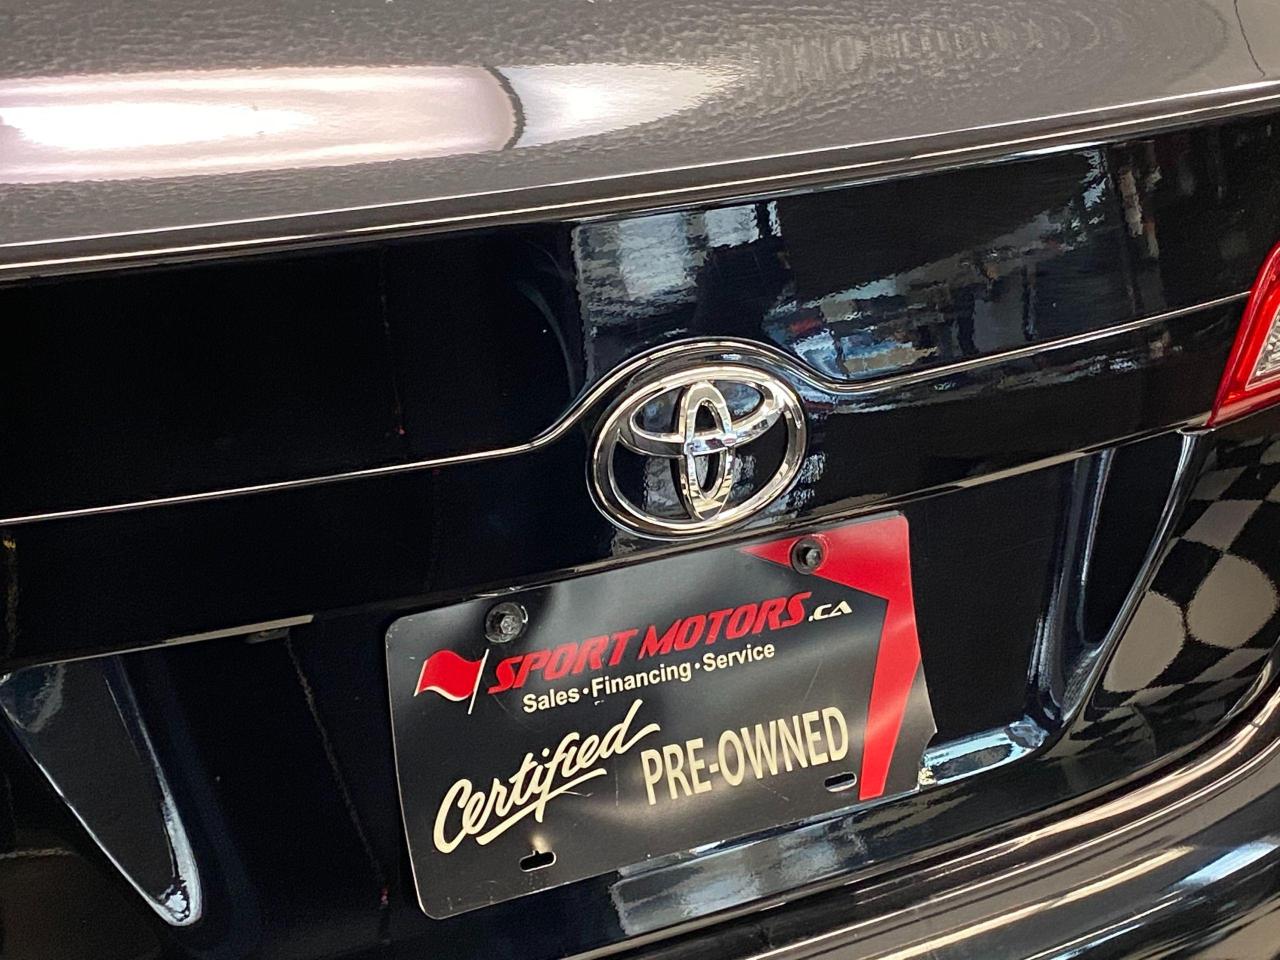 SPORT MOTORS.CA
Sales•Financing•Service
Certified PRE-OWNED